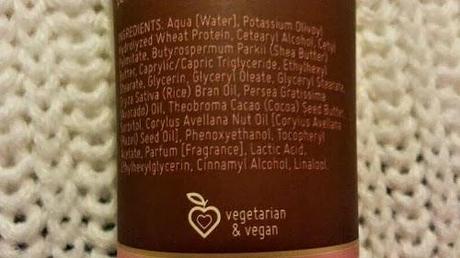 INGREDIENTS: Aqua [Water], Potassium Olivoyl
Hydrolyzed Wheat Protein, Cetearyl Alcohol, Cetyl
Palmitate, Butyrospermum Parkii (Shea Butter)
Butter, Caprylic/Capric Triglyceride, Ethylhexyl
Stearate, Glycerin, Glyceryl Oleate, Glyceryl Stearate,
Oryza Sativa (Rice) Bran Oil, Persea Gratissima
(Avocado) Oil, Theobroma Cacao (Cocoa) Seed Butter,
Sorbitol, Corylus Avellana Nut Oil [Corylus Avellana
(Hazel) Seed Oil], Phenoxyethanol, Tocopheryl
Acetate, Parfum [Fragrance], Lactic Acid,
Ethylhexylglycerin, Cinnamyl Alcohol, Linalool.
vegetarian
& vegan